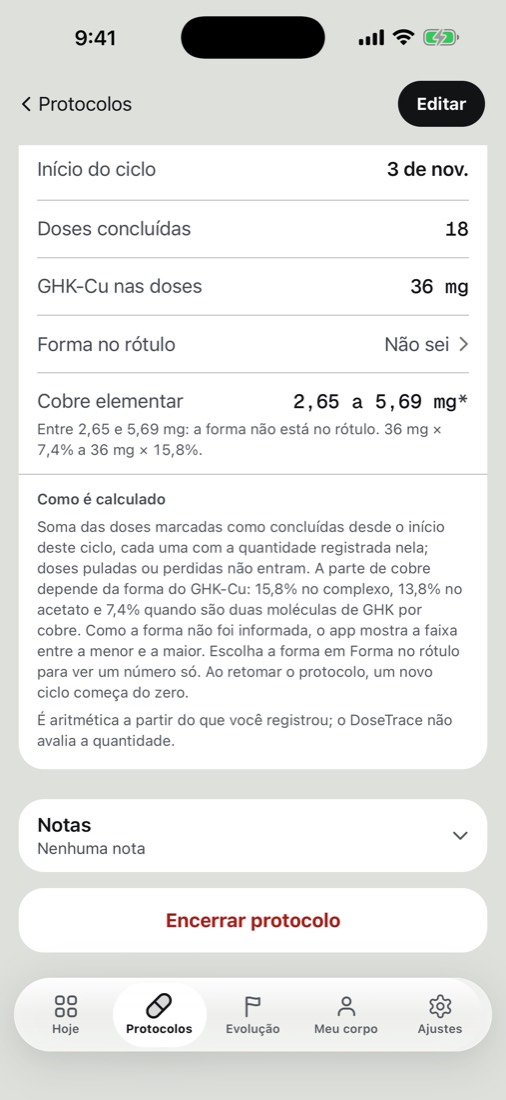 9:41
Protocolos
Editar
Início do ciclo
3 de nov.
Doses concluídas
18
GHK-Cu nas doses
36 mg
Forma no rótulo
Não sei
Cobre elementar
2,65 a 5,69 mg*
Entre 2,65 e 5,69 mg: a forma não está no rótulo. 36 mg ×
7,4% a 36 mg × 15,8%.
Como é calculado
Soma das doses marcadas como concluídas desde o início
deste ciclo, cada uma com a quantidade registrada nela;
doses puladas ou perdidas não entram. A parte de cobre
depende da forma do GHK-Cu: 15,8% no complexo, 13,8% no
acetato e 7,4% quando são duas moléculas de GHK por
cobre. Como a forma não foi informada, o app mostra a faixa
entre a menor e a maior. Escolha a forma em Forma no rótulo
para ver um número só. Ao retomar o protocolo, um novo
ciclo começa do zero.
É aritmética a partir do que você registrou; o DoseTrace não
avalia a quantidade.
Notas
Nenhuma nota
Encerrar protocolo
Hoje
Protocolos
Evolução
Meu corpo
Ajustes